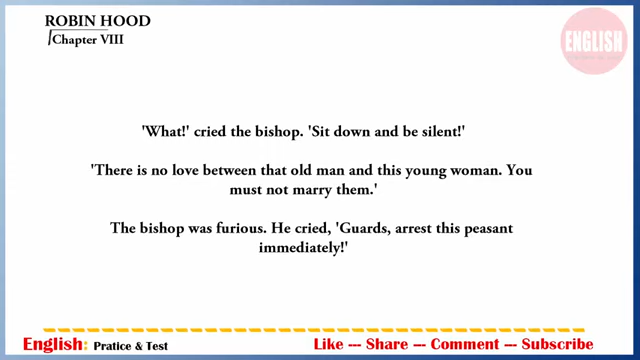 ROBIN HOOD
Chapter VIII
ENGLISH
'What!' cried the bishop. 'Sit down and be silent!'
'There is no love between that old man and this young woman. You
must not marry them.'
The bishop was furious. He cried, 'Guards, arrest this peasant
immediately!'
English: Pratice & Test
Like --- Share --- Comment --- Subscribe